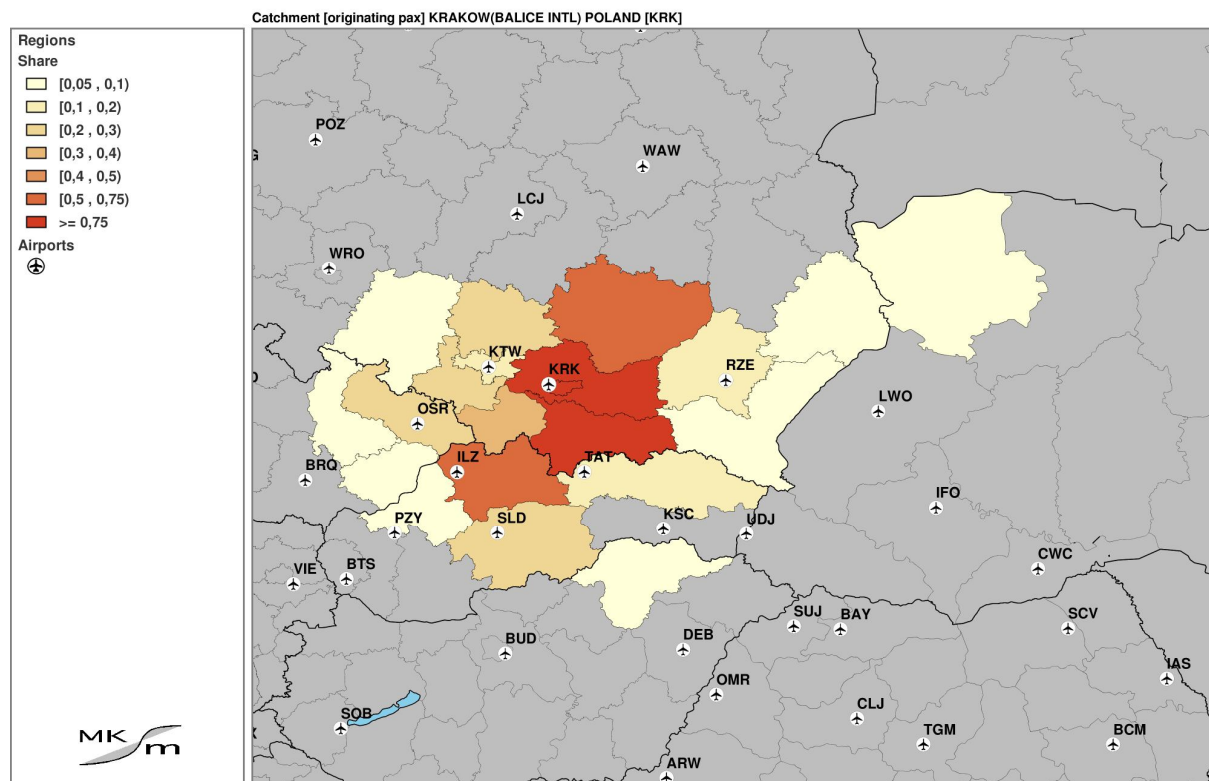 Catchment [originating pax] KRAKOW(BALICE INTL) POLAND [KRK]
Regions
Share
[0,05 , 0,1)
[0,1 , 0,2)
[0,2 , 0,3)
[0,3 , 0,4)
[0,4 , 0,5)
[0,5 , 0,75)
>= 0,75
Airports
POZ
WAW
LCJ
WRO
KTW
KRK
RZE
OSR
LWO
BRQ
ILZ
TAT
IFO
PZY
SLD
KSC
UDJ
VIE
BTS
CWC
SUJ
BAY
SCV
BUD
DEB
IAS
OMR
SOB
CLJ
TGM
BCM
ARW
MK
m